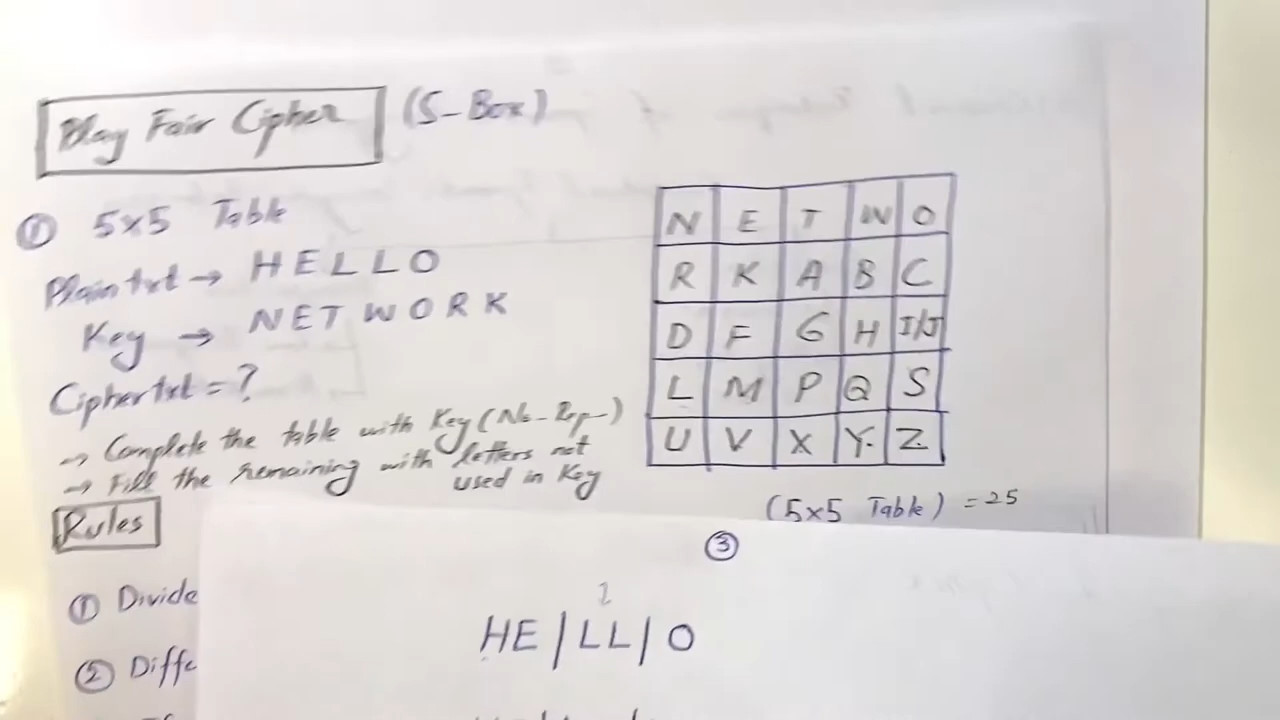 Play Fair Cipher (S-Box)
① 5x5 Table
Plaintxt → HELLO
Key → NETWORK
Ciphertxt = ?
→ Complete the table with Key (No-Rep-)
→ Fill the remaining with letters not
used in Key
Rules
① Divide
② Diffe
N E T W O
R K A B C
D F G H I/J
L M P Q S
U V X Y Z
(5x5 Table) = 25
③
HE | LL | O